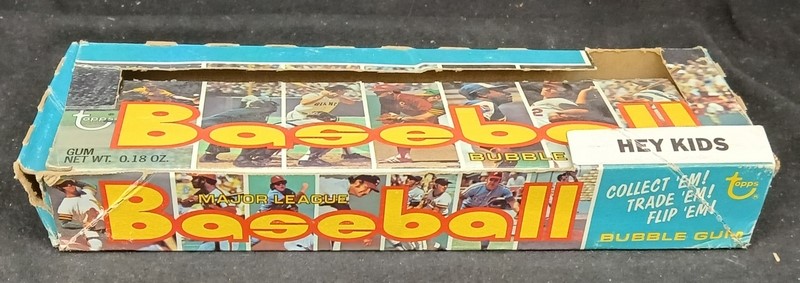 topps
Baseball
GUM
NET WT. 0.18 OZ.
BUBBLE
HEY KIDS
MAJOR LEAGUE
Baseball
COLLECT 'EM!
TRADE 'EM!
FLIP 'EM!
topps
BUBBLE GUM